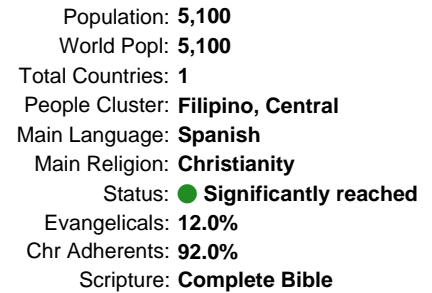 Population: 5,100
World Popl: 5,100
Total Countries: 1
People Cluster: Filipino, Central
Main Language: Spanish
Main Religion: Christianity
Status: Significantly reached
Evangelicals: 12.0%
Chr Adherents: 92.0%
Scripture: Complete Bible